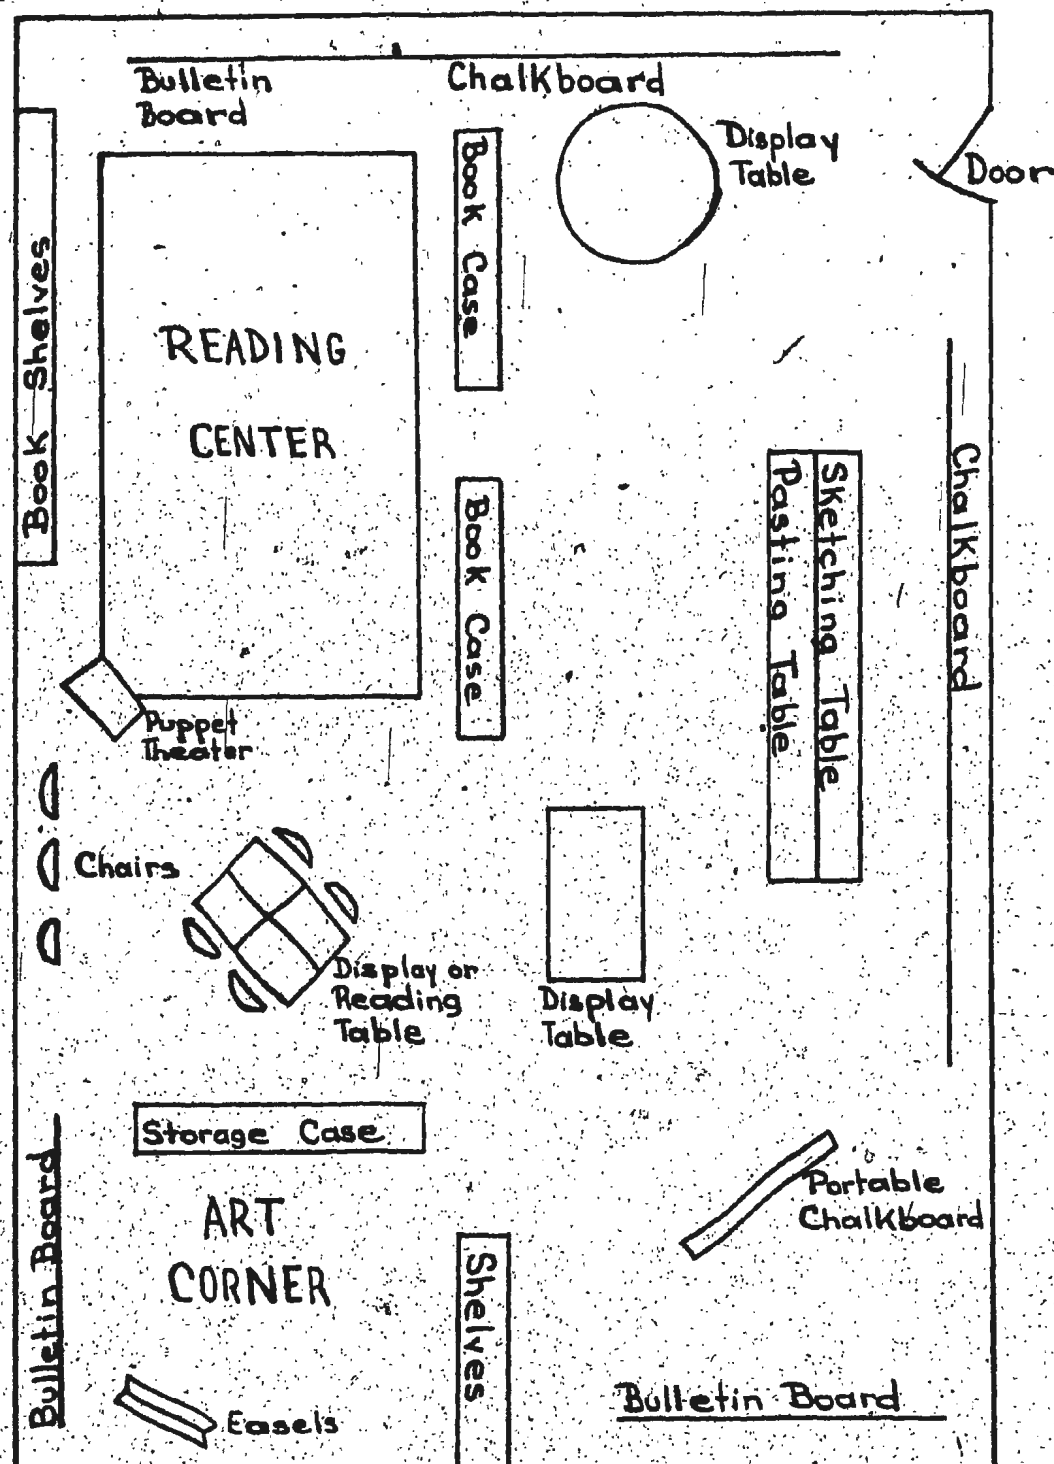 Bulletin
Board
Chalkboard
Display
Table
Door
Book Shelves
READING
CENTER
Book Case
Book Case
Sketching Table
Pasting Table
Chalkboard
Puppet
Theater
Chairs
Display or
Reading
Table
Display
Table
Storage Case
ART
CORNER
Bulletin Board
Easels
Shelves
Portable
Chalkboard
Bulletin Board